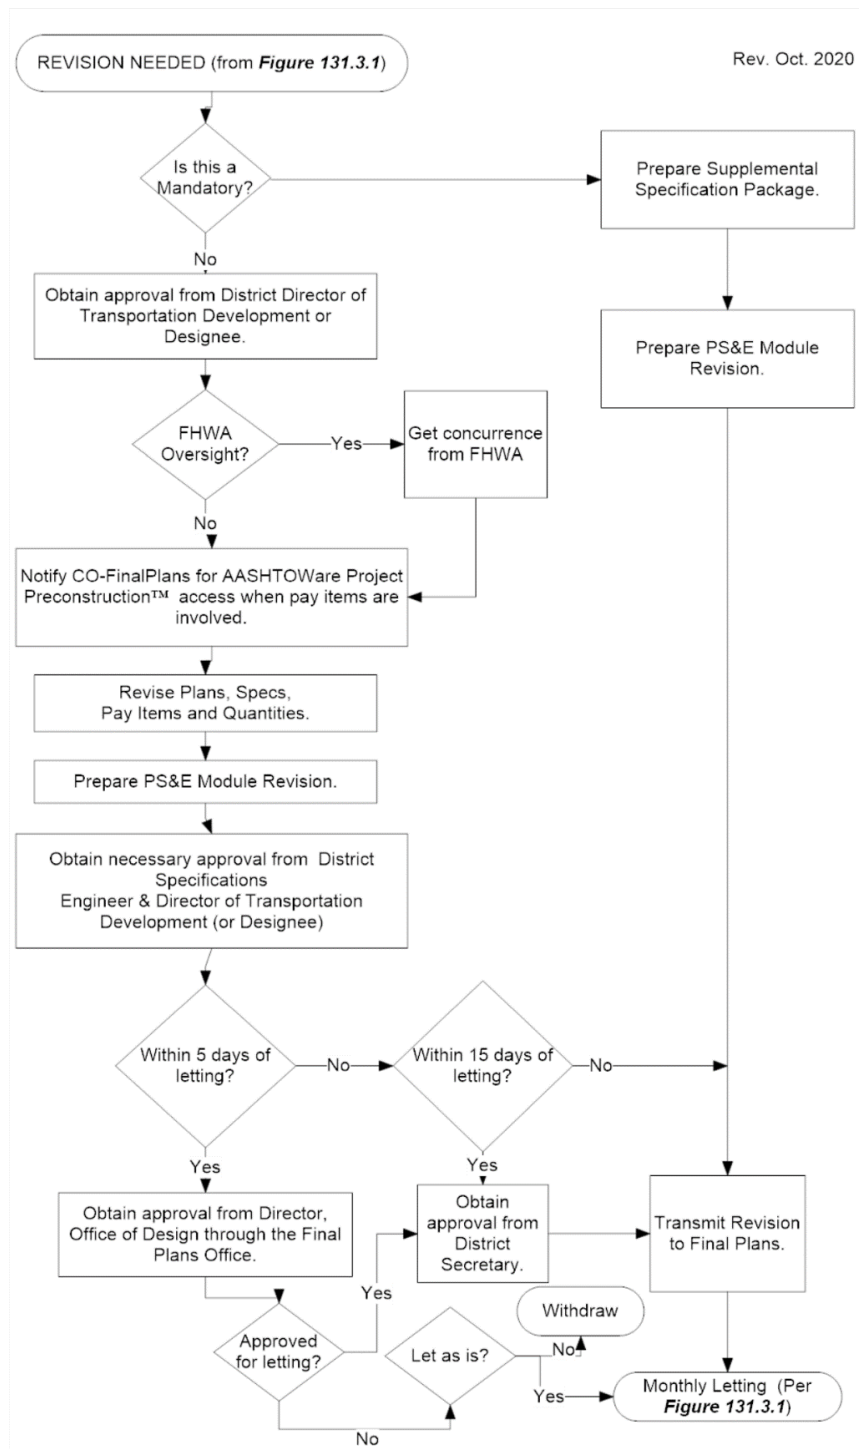 REVISION NEEDED (from Figure 131.3.1)
Rev. Oct. 2020
Is this a
Mandatory?
Prepare Supplemental
Specification Package.
No
Obtain approval from District Director of
Transportation Development or
Designee.
Prepare PS&E Module
Revision.
FHWA
Oversight?
Yes
Get concurrence
from FHWA
No
Notify CO-FinalPlans for AASHTOWare Project
Preconstruction™ access when pay items are
involved.
Revise Plans, Specs,
Pay Items and Quantities.
Prepare PS&E Module Revision.
Obtain necessary approval from District
Specifications
Engineer & Director of Transportation
Development (or Designee)
Within 5 days of
letting?
No
Within 15 days of
letting?
No
Yes
Yes
Obtain approval from Director,
Office of Design through the Final
Plans Office.
Obtain
approval from
District
Secretary.
Transmit Revision
to Final Plans.
Yes
Withdraw
Approved
for letting?
Let as is?
No
Yes
Monthly Letting (Per
Figure 131.3.1)
No